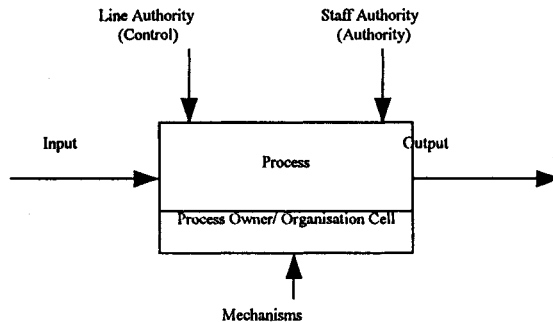 Line Authority
(Control)
Staff Authority
(Authority)
Input
Output
Process
Process Owner/ Organisation Cell
Mechanisms